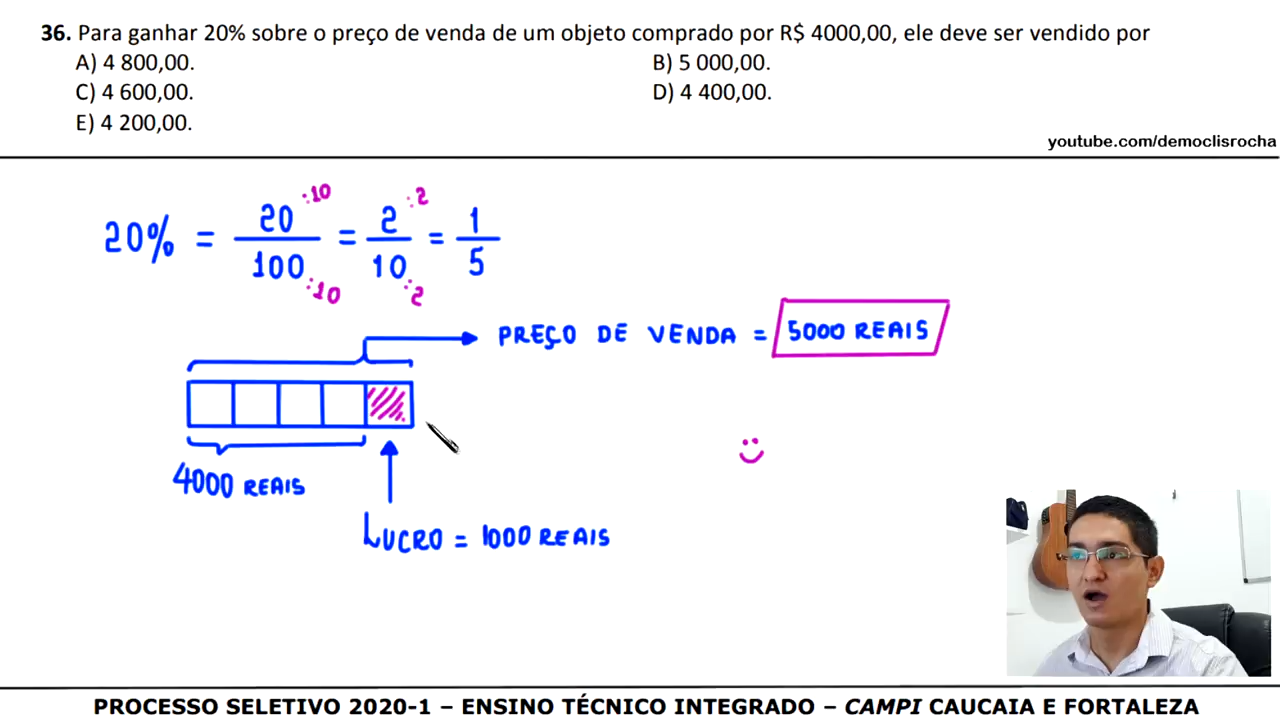 36. Para ganhar 20% sobre o preço de venda de um objeto comprado por R$ 4000,00, ele deve ser vendido por
A) 4 800,00.
B) 5 000,00.
C) 4 600,00.
D) 4 400,00.
E) 4 200,00.
youtube.com/democlisrocha
:10 :2
20% = 20/100 = 2/10 = 1/5
:10 :2
PREÇO DE VENDA = 5000 REAIS
4000 REAIS
LUCRO = 1000 REAIS
PROCESSO SELETIVO 2020-1 – ENSINO TÉCNICO INTEGRADO – CAMPI CAUCAIA E FORTALEZA